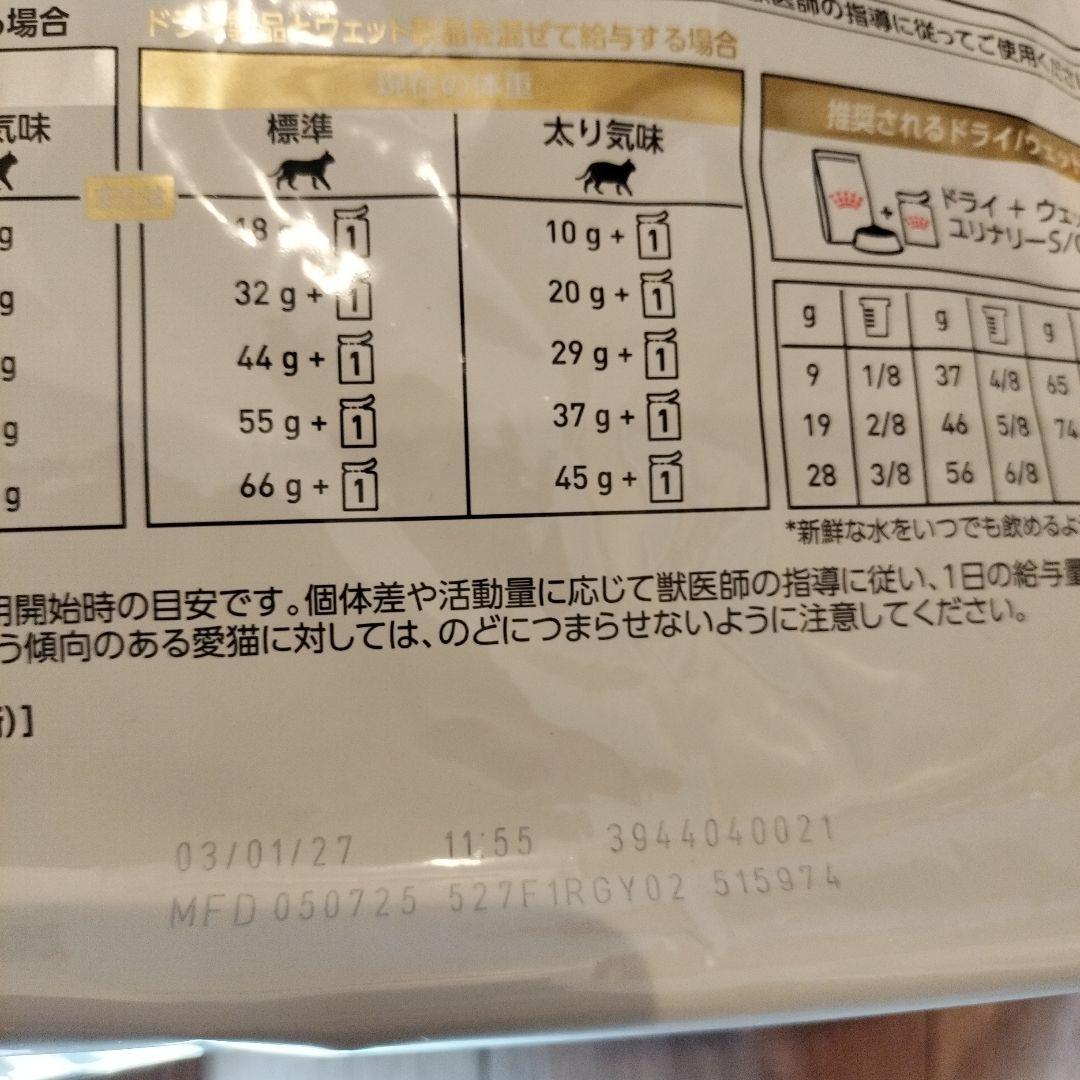 場合
ドライ製品とウェット製品を混ぜて給与する場合
獣医師の指導に従ってご使用ください
現在の体重
気味
標準
太り気味
推奨されるドライ/ウェッ
ドライ + ウェッ
ユリナリーS/O
g
18 g + 1
10 g + 1
g
32 g + 1
20 g + 1
g
44 g + 1
29 g + 1
g
55 g + 1
37 g + 1
g
66 g + 1
45 g + 1
g g g
9 1/8 37 4/8 65
19 2/8 46 5/8 74
28 3/8 56 6/8
*新鮮な水をいつでも飲めるよ
用開始時の目安です。個体差や活動量に応じて獣医師の指導に従い、1日の給与量
う傾向のある愛猫に対しては、のどにつまらせないように注意してください。
)]
03/01/27 11:55 3944040021
MFD 050725 527F1RGY02 515974